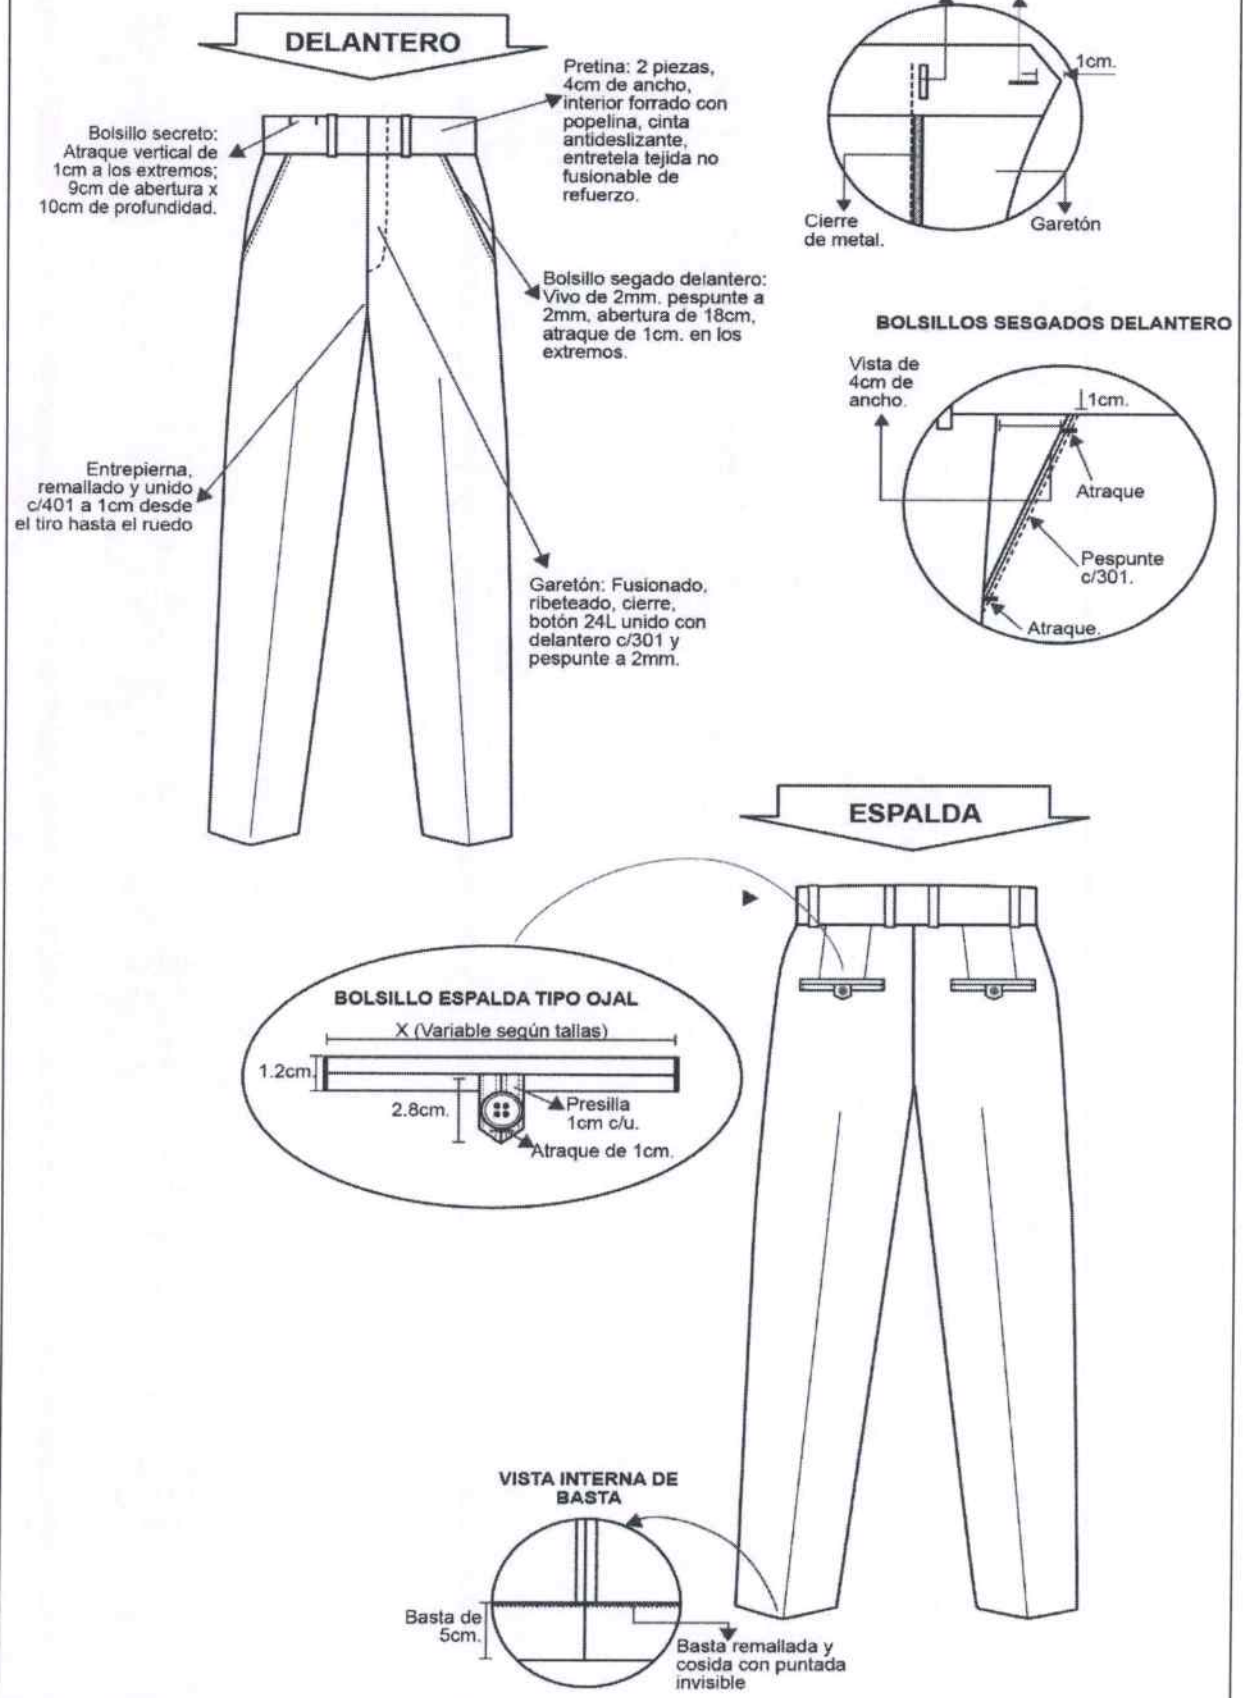 DELANTERO
Pretina: 2 piezas,
4cm de ancho,
interior forrado con
popelina, cinta
antideslizante,
entretela tejida no
fusionable de
refuerzo.
Bolsillo secreto:
Atraque vertical de
1cm a los extremos;
9cm de abertura x
10cm de profundidad.
1cm.
Cierre
de metal.
Garetón
Bolsillo segado delantero:
Vivo de 2mm. pespunte a
2mm, abertura de 18cm,
atraque de 1cm. en los
extremos.
BOLSILLOS SESGADOS DELANTERO
Vista de
4cm de
ancho.
1cm.
Atraque
Pespunte
c/301.
Atraque.
Entrepierna,
remallado y unido
c/401 a 1cm desde
el tiro hasta el ruedo
Garetón: Fusionado,
ribeteado, cierre,
botón 24L unido con
delantero c/301 y
pespunte a 2mm.
ESPALDA
BOLSILLO ESPALDA TIPO OJAL
X (Variable según tallas)
1.2cm.
2.8cm.
Presilla
1cm c/u.
Atraque de 1cm.
VISTA INTERNA DE
BASTA
Basta de
5cm.
Basta remallada y
cosida con puntada
invisible